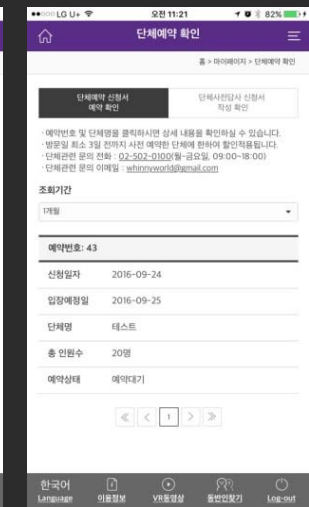 LG U+ 오전 11:21 82%
단체예약 확인
홈 > 마이페이지 > 단체예약 확인
단체예약 신청서
예약 확인
단체사전답사 신청서
작성 확인
· 예약번호 및 단체명을 클릭하시면 상세 내용을 확인하실 수 있습니다.
· 방문일 최소 3일 전까지 사전 예약한 단체에 한하여 할인적용됩니다.
· 단체관련 문의 전화 : 02-502-0100(월~금요일, 09:00~18:00)
· 단체관련 문의 이메일 : whinnyworld@gmail.com
조회기간
1개월
예약번호: 43
신청일자 2016-09-24
입장예정일 2016-09-25
단체명 테스트
총 인원수 20명
예약상태 예약대기
« < 1 > »
한국어
Language 이용정보 VR동영상 동반인찾기 Log-out